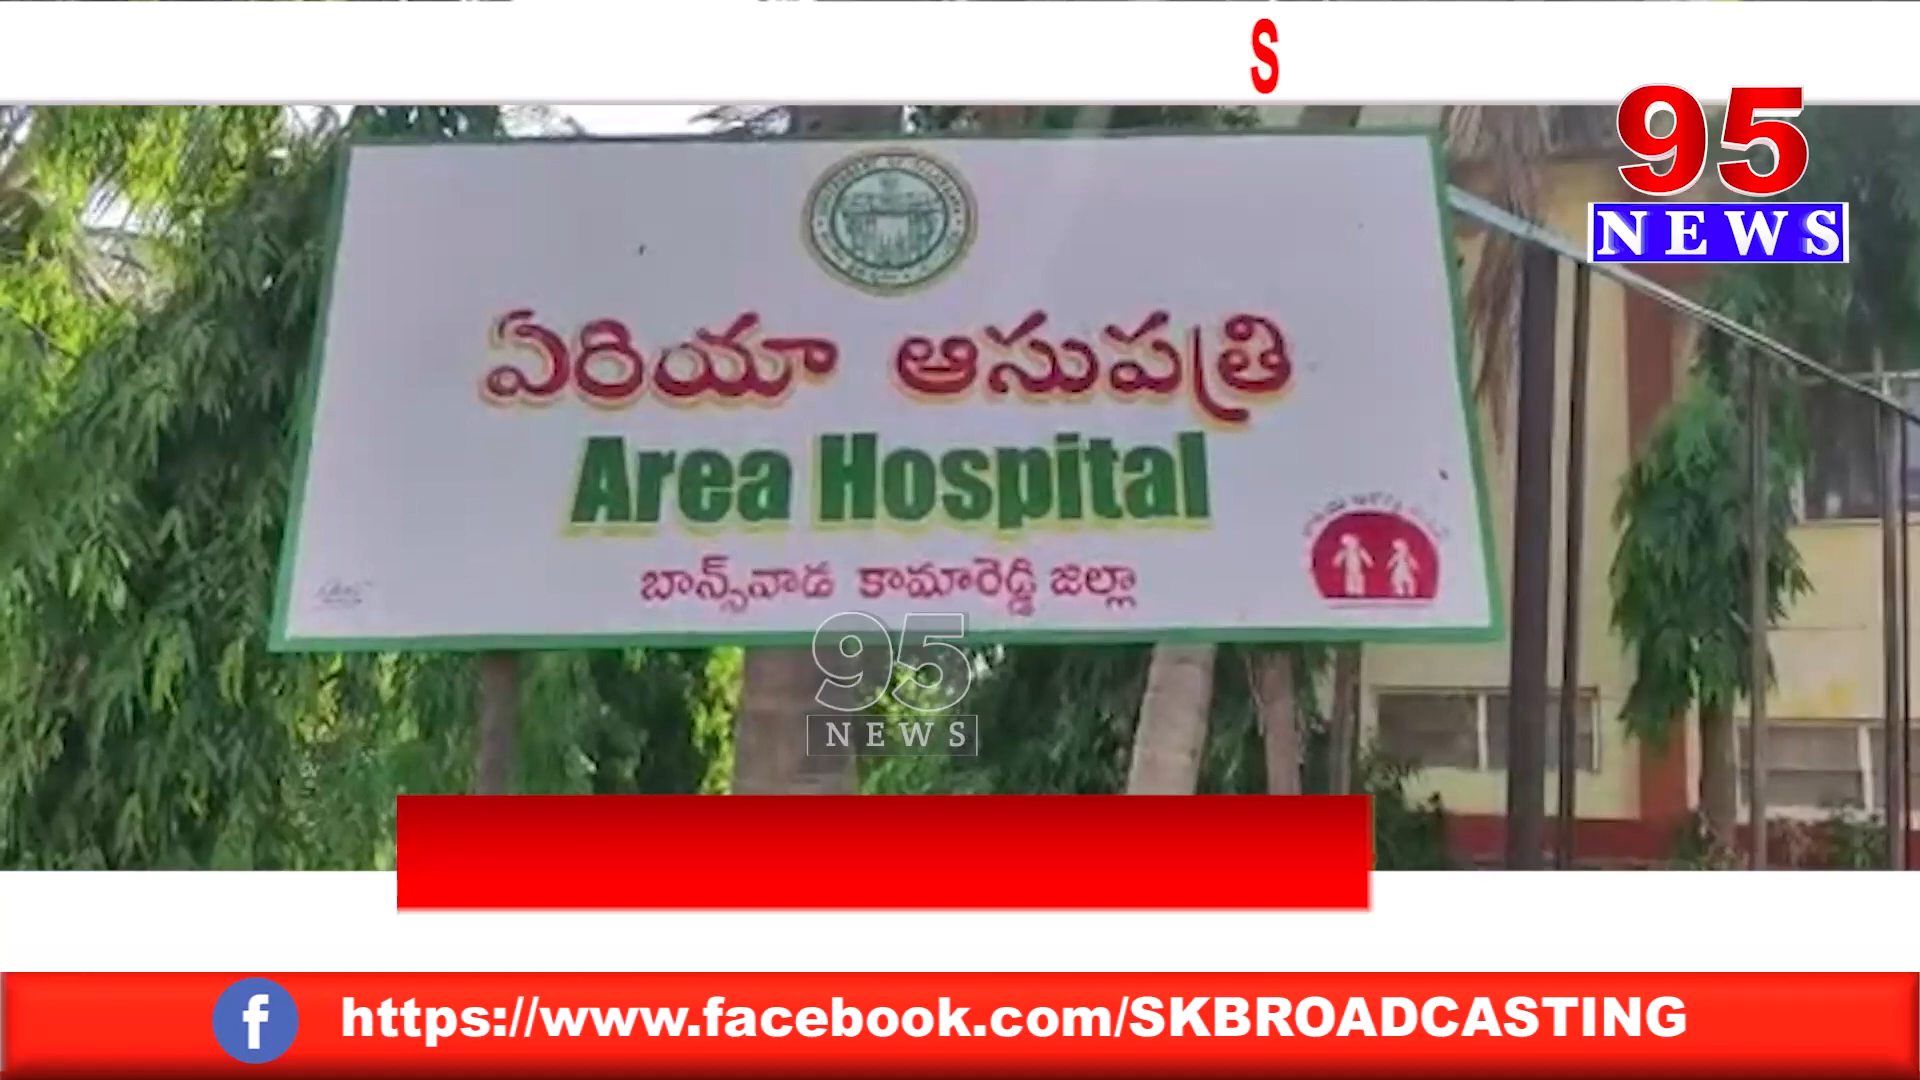 S
95
NEWS
ఏరియా ఆసుపత్రి
Area Hospital
బాన్స్‌వాడ కామారెడ్డి జిల్లా
95
NEWS
f https://www.facebook.com/SKBROADCASTING